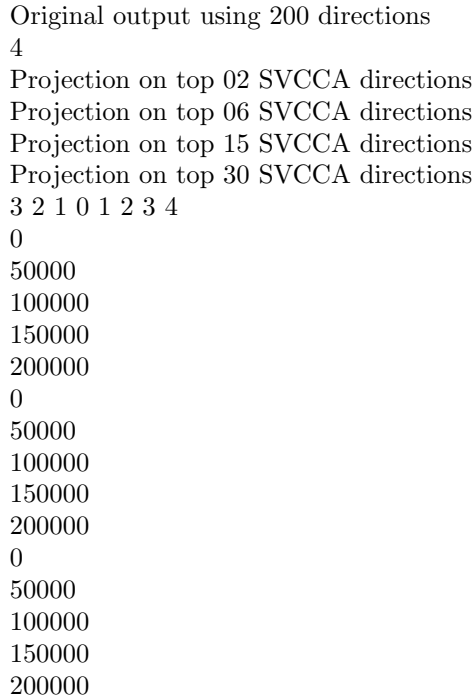 Original output using 200 directions
4
Projection on top 02 SVCCA directions
Projection on top 06 SVCCA directions
Projection on top 15 SVCCA directions
Projection on top 30 SVCCA directions
3 2 1 0 1 2 3 4
0
50000
100000
150000
200000
0
50000
100000
150000
200000
0
50000
100000
150000
200000